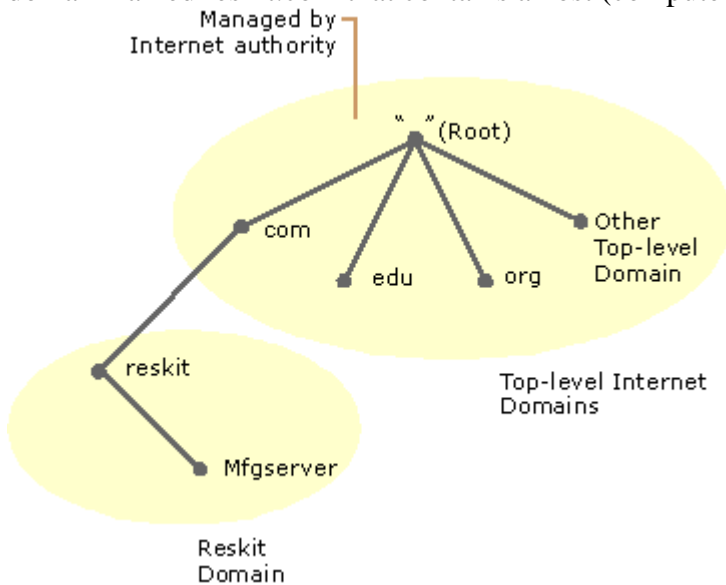 Managed by
Internet authority
“ ” (Root)
com
edu
org
Other
Top-level
Domain
reskit
Top-level Internet
Domains
Mfgserver
Reskit
Domain